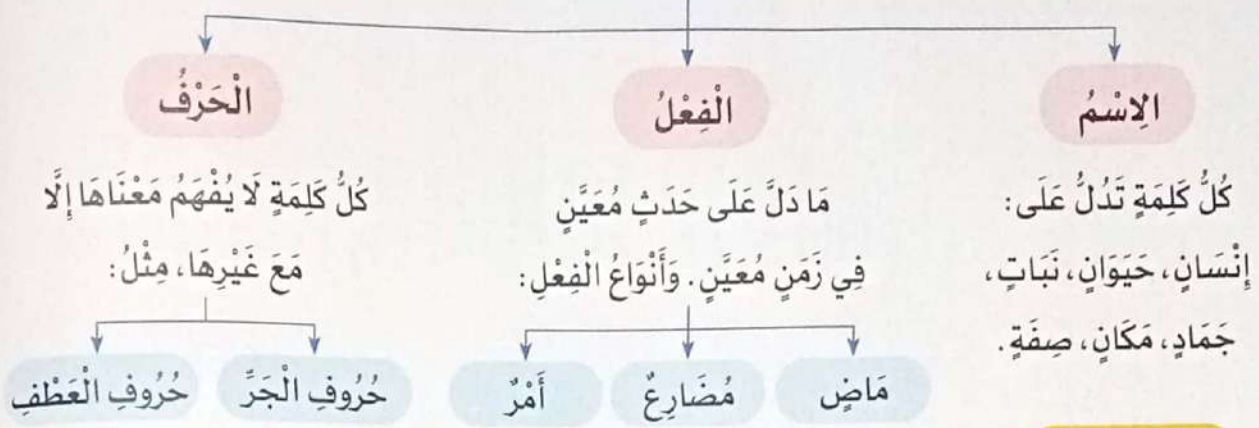 الِاسْمُ
كُلُّ كَلِمَةٍ تَدُلُّ عَلَى:
إِنْسَانٍ، حَيَوَانٍ، نَبَاتٍ،
جَمَادٍ، مَكَانٍ، صِفَةٍ.
الْفِعْلُ
مَا دَلَّ عَلَى حَدَثٍ مُعَيَّنٍ
فِي زَمَنٍ مُعَيَّنٍ. وَأَنْوَاعُ الْفِعْلِ:
مَاضٍ
مُضَارِعٌ
أَمْرٌ
الْحَرْفُ
كُلُّ كَلِمَةٍ لَا يُفْهَمُ مَعْنَاهَا إِلَّا
مَعَ غَيْرِهَا، مِثْلُ:
حُرُوفِ الْجَرِّ
حُرُوفِ الْعَطْفِ